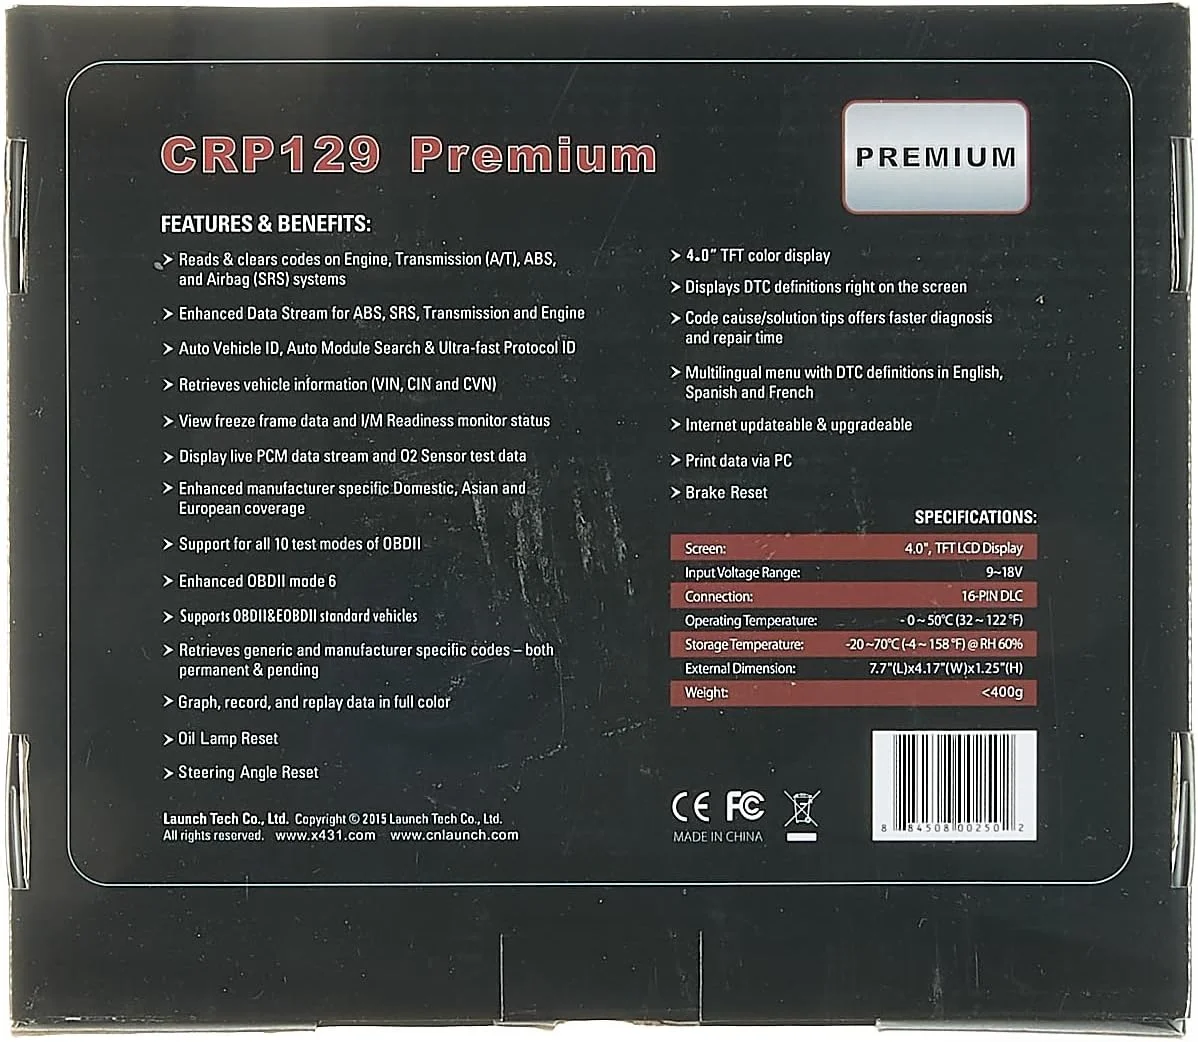 CRP129 Premium
PREMIUM
FEATURES & BENEFITS:
➤ Reads & clears codes on Engine, Transmission (A/T), ABS,
and Airbag (SRS) systems
➤ Enhanced Data Stream for ABS, SRS, Transmission and Engine
➤ Auto Vehicle ID, Auto Module Search & Ultra-fast Protocol ID
➤ Retrieves vehicle information (VIN, CIN and CVN)
➤ View freeze frame data and I/M Readiness monitor status
➤ Display live PCM data stream and O2 Sensor test data
➤ Enhanced manufacturer specific Domestic, Asian and
European coverage
➤ Support for all 10 test modes of OBDII
➤ Enhanced OBDII mode 6
➤ Supports OBDII&EOBDII standard vehicles
➤ Retrieves generic and manufacturer specific codes – both
permanent & pending
➤ Graph, record, and replay data in full color
➤ Oil Lamp Reset
➤ Steering Angle Reset
➤ 4.0" TFT color display
➤ Displays DTC definitions right on the screen
➤ Code cause/solution tips offers faster diagnosis
and repair time
➤ Multilingual menu with DTC definitions in English,
Spanish and French
➤ Internet updateable & upgradeable
➤ Print data via PC
➤ Brake Reset
SPECIFICATIONS:
Screen: 4.0", TFT LCD Display
Input Voltage Range: 9~18V
Connection: 16-PIN DLC
Operating Temperature: - 0 ~ 50°C (32 ~ 122 °F)
Storage Temperature: -20 ~70°C (-4 ~ 158 °F) @ RH 60%
External Dimension: 7.7"(L)x4.17"(W)x1.25"(H)
Weight: <400g
Launch Tech Co., Ltd. Copyright © 2015 Launch Tech Co., Ltd.
All rights reserved. www.x431.com www.cnlaunch.com
CE FC
MADE IN CHINA
8 84508 00250 2